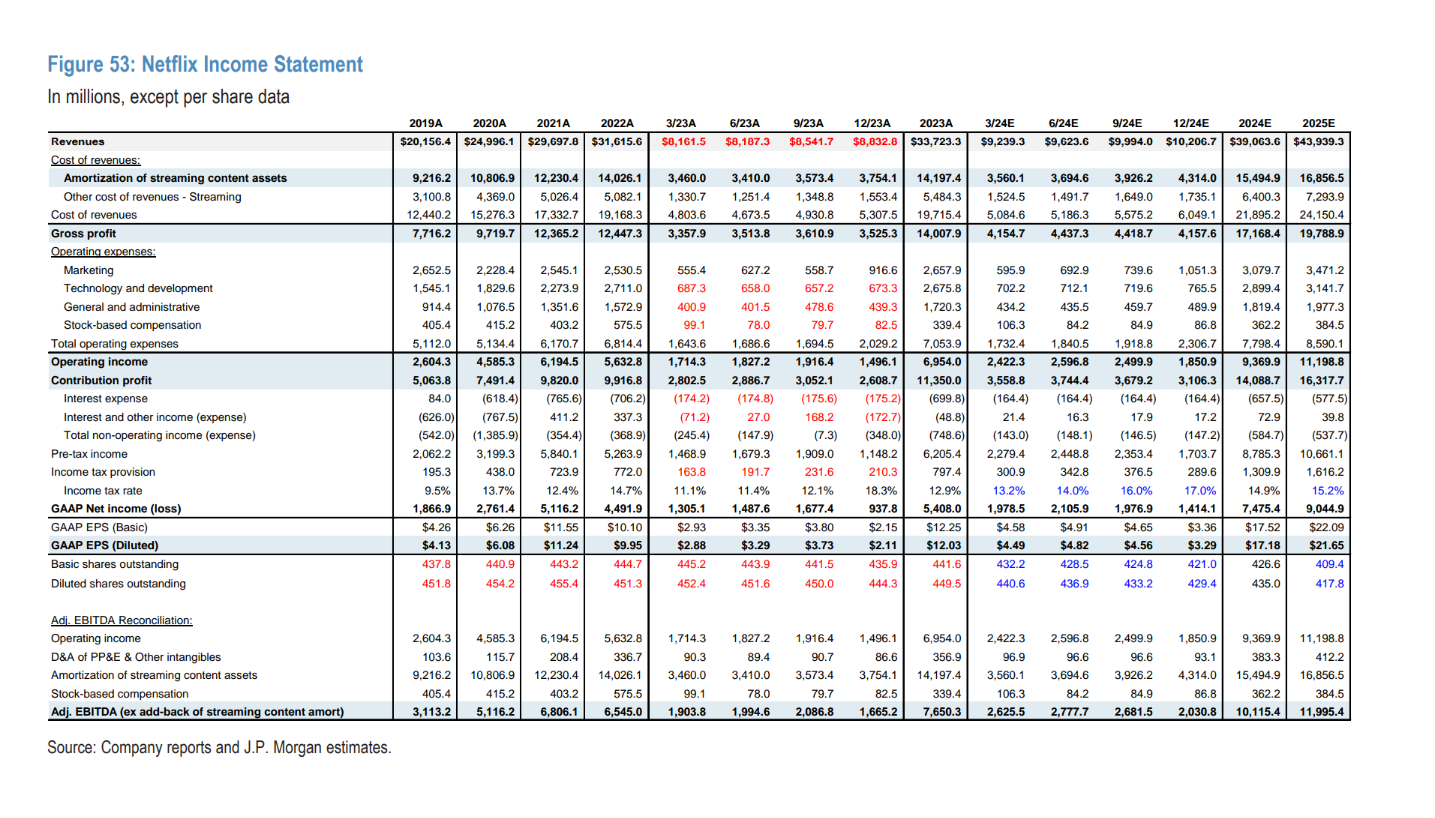 Figure 53: Netflix Income Statement
In millions, except per share data
2019A 2020A 2021A 2022A 3/23A 6/23A 9/23A 12/23A 2023A 3/24E 6/24E 9/24E 12/24E 2024E 2025E
Revenues $20,156.4 $24,996.1 $29,697.8 $31,615.6 $8,161.5 $8,187.3 $8,541.7 $8,832.8 $33,723.3 $9,239.3 $9,623.6 $9,994.0 $10,206.7 $39,063.6 $43,939.3
Cost of revenues:
Amortization of streaming content assets 9,216.2 10,806.9 12,230.4 14,026.1 3,460.0 3,410.0 3,573.4 3,754.1 14,197.4 3,560.1 3,694.6 3,926.2 4,314.0 15,494.9 16,856.5
Other cost of revenues - Streaming 3,100.8 4,369.0 5,026.4 5,082.1 1,330.7 1,251.4 1,348.8 1,553.4 5,484.3 1,524.5 1,491.7 1,649.0 1,735.1 6,400.3 7,293.9
Cost of revenues 12,440.2 15,276.3 17,332.7 19,168.3 4,803.6 4,673.5 4,930.8 5,307.5 19,715.4 5,084.6 5,186.3 5,575.2 6,049.1 21,895.2 24,150.4
Gross profit 7,716.2 9,719.7 12,365.2 12,447.3 3,357.9 3,513.8 3,610.9 3,525.3 14,007.9 4,154.7 4,437.3 4,418.7 4,157.6 17,168.4 19,788.9
Operating expenses:
Marketing 2,652.5 2,228.4 2,545.1 2,530.5 555.4 627.2 558.7 916.6 2,657.9 595.9 692.9 739.6 1,051.3 3,079.7 3,471.2
Technology and development 1,545.1 1,829.6 2,273.9 2,711.0 687.3 658.0 657.2 673.3 2,675.8 702.2 712.1 719.6 765.5 2,899.4 3,141.7
General and administrative 914.4 1,076.5 1,351.6 1,572.9 400.9 401.5 478.6 439.3 1,720.3 434.2 435.5 459.7 489.9 1,819.4 1,977.3
Stock-based compensation 405.4 415.2 403.2 575.5 99.1 78.0 79.7 82.5 339.4 106.3 84.2 84.9 86.8 362.2 384.5
Total operating expenses 5,112.0 5,134.4 6,170.7 6,814.4 1,643.6 1,686.6 1,694.5 2,029.2 7,053.9 1,732.4 1,840.5 1,918.8 2,306.7 7,798.4 8,590.1
Operating income 2,604.3 4,585.3 6,194.5 5,632.8 1,714.3 1,827.2 1,916.4 1,496.1 6,954.0 2,422.3 2,596.8 2,499.9 1,850.9 9,369.9 11,198.8
Contribution profit 5,063.8 7,491.4 9,820.0 9,916.8 2,802.5 2,886.7 3,052.1 2,608.7 11,350.0 3,558.8 3,744.4 3,679.2 3,106.3 14,088.7 16,317.7
Interest expense 84.0 (618.4) (765.6) (706.2) (174.2) (174.8) (175.6) (175.2) (699.8) (164.4) (164.4) (164.4) (164.4) (657.5) (577.5)
Interest and other income (expense) (626.0) (767.5) 411.2 337.3 (71.2) 27.0 168.2 (172.7) (48.8) 21.4 16.3 17.9 17.2 72.9 39.8
Total non-operating income (expense) (542.0) (1,385.9) (354.4) (368.9) (245.4) (147.9) (7.3) (348.0) (748.6) (143.0) (148.1) (146.5) (147.2) (584.7) (537.7)
Pre-tax income 2,062.2 3,199.3 5,840.1 5,263.9 1,468.9 1,679.3 1,909.0 1,148.2 6,205.4 2,279.4 2,448.8 2,353.4 1,703.7 8,785.3 10,661.1
Income tax provision 195.3 438.0 723.9 772.0 163.8 191.7 231.6 210.3 797.4 300.9 342.8 376.5 289.6 1,309.9 1,616.2
Income tax rate 9.5% 13.7% 12.4% 14.7% 11.1% 11.4% 12.1% 18.3% 12.9% 13.2% 14.0% 16.0% 17.0% 14.9% 15.2%
GAAP Net income (loss) 1,866.9 2,761.4 5,116.2 4,491.9 1,305.1 1,487.6 1,677.4 937.8 5,408.0 1,978.5 2,105.9 1,976.9 1,414.1 7,475.4 9,044.9
GAAP EPS (Basic) $4.26 $6.26 $11.55 $10.10 $2.93 $3.35 $3.80 $2.15 $12.25 $4.58 $4.91 $4.65 $3.36 $17.52 $22.09
GAAP EPS (Diluted) $4.13 $6.08 $11.24 $9.95 $2.88 $3.29 $3.73 $2.11 $12.03 $4.49 $4.82 $4.56 $3.29 $17.18 $21.65
Basic shares outstanding 437.8 440.9 443.2 444.7 445.2 443.9 441.5 435.9 441.6 432.2 428.5 424.8 421.0 426.6 409.4
Diluted shares outstanding 451.8 454.2 455.4 451.3 452.4 451.6 450.0 444.3 449.5 440.6 436.9 433.2 429.4 435.0 417.8
Adj. EBITDA Reconciliation:
Operating income 2,604.3 4,585.3 6,194.5 5,632.8 1,714.3 1,827.2 1,916.4 1,496.1 6,954.0 2,422.3 2,596.8 2,499.9 1,850.9 9,369.9 11,198.8
D&A of PP&E & Other intangibles 103.6 115.7 208.4 336.7 90.3 89.4 90.7 86.6 356.9 96.9 96.6 96.6 93.1 383.3 412.2
Amortization of streaming content assets 9,216.2 10,806.9 12,230.4 14,026.1 3,460.0 3,410.0 3,573.4 3,754.1 14,197.4 3,560.1 3,694.6 3,926.2 4,314.0 15,494.9 16,856.5
Stock-based compensation 405.4 415.2 403.2 575.5 99.1 78.0 79.7 82.5 339.4 106.3 84.2 84.9 86.8 362.2 384.5
Adj. EBITDA (ex add-back of streaming content amort) 3,113.2 5,116.2 6,806.1 6,545.0 1,903.8 1,994.6 2,086.8 1,665.2 7,650.3 2,625.5 2,777.7 2,681.5 2,030.8 10,115.4 11,995.4
Source: Company reports and J.P. Morgan estimates.